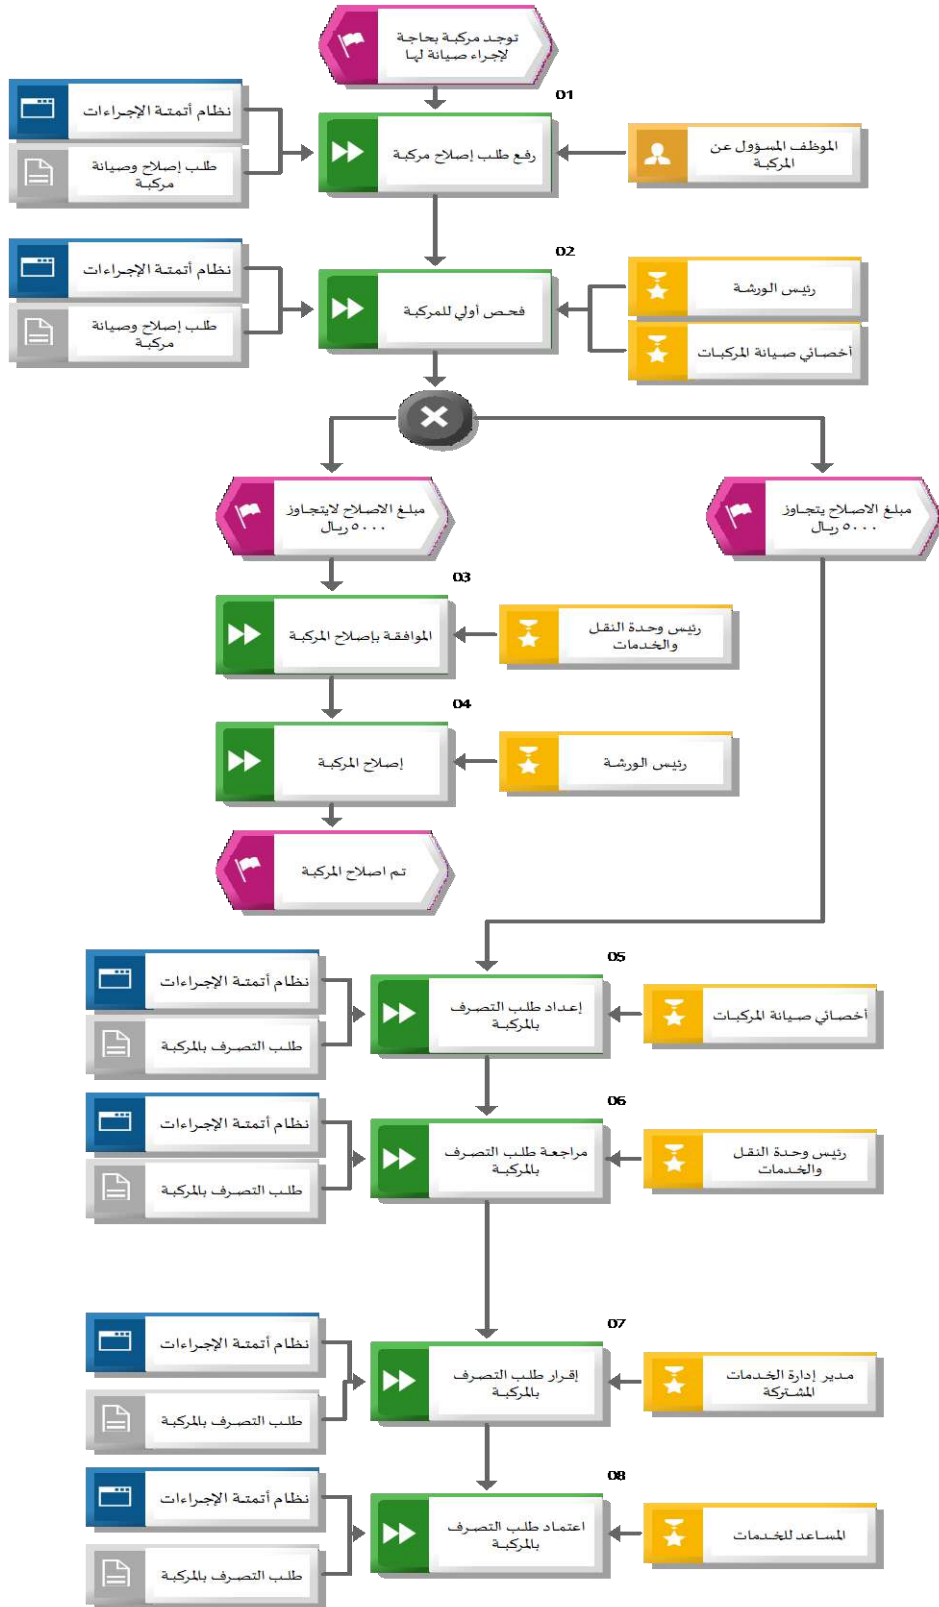 توجد مركبة بحاجة
لإجراء صيانة لها
01
الموظف المسؤول عن
المركبة
رفع طلب إصلاح مركبة
نظام أتمتة الإجراءات
طلب إصلاح وصيانة
مركبة
02
رئيس الورشة
أخصائي صيانة المركبات
فحص أولي للمركبة
نظام أتمتة الإجراءات
طلب إصلاح وصيانة
مركبة
مبلغ الاصلاح يتجاوز
٥٠٠٠ ريال
مبلغ الاصلاح لايتجاوز
٥٠٠٠ ريال
03
رئيس وحدة النقل
والخدمات
الموافقة بإصلاح المركبة
04
رئيس الورشة
إصلاح المركبة
تم اصلاح المركبة
05
أخصائي صيانة المركبات
إعداد طلب التصرف
بالمركبة
نظام أتمتة الإجراءات
طلب التصرف بالمركبة
06
رئيس وحدة النقل
والخدمات
مراجعة طلب التصرف
بالمركبة
نظام أتمتة الإجراءات
طلب التصرف بالمركبة
07
مدير إدارة الخدمات
المشتركة
إقرار طلب التصرف
بالمركبة
نظام أتمتة الإجراءات
طلب التصرف بالمركبة
08
المساعد للخدمات
اعتماد طلب التصرف
بالمركبة
نظام أتمتة الإجراءات
طلب التصرف بالمركبة